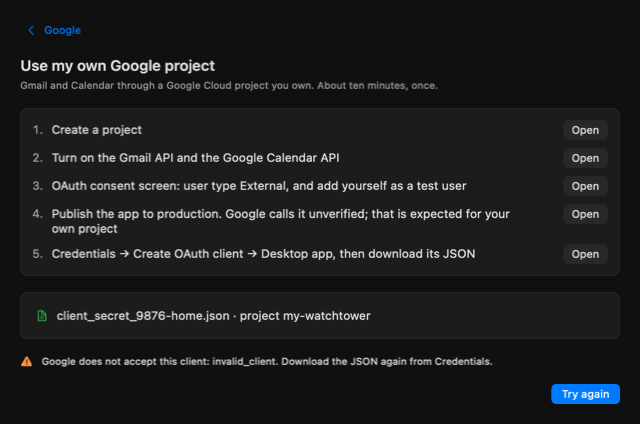 Google
Use my own Google project
Gmail and Calendar through a Google Cloud project you own. About ten minutes, once.
1. Create a project Open
2. Turn on the Gmail API and the Google Calendar API Open
3. OAuth consent screen: user type External, and add yourself as a test user Open
4. Publish the app to production. Google calls it unverified; that is expected for your Open
own project
5. Credentials → Create OAuth client → Desktop app, then download its JSON Open
client_secret_9876-home.json · project my-watchtower
Google does not accept this client: invalid_client. Download the JSON again from Credentials.
Try again